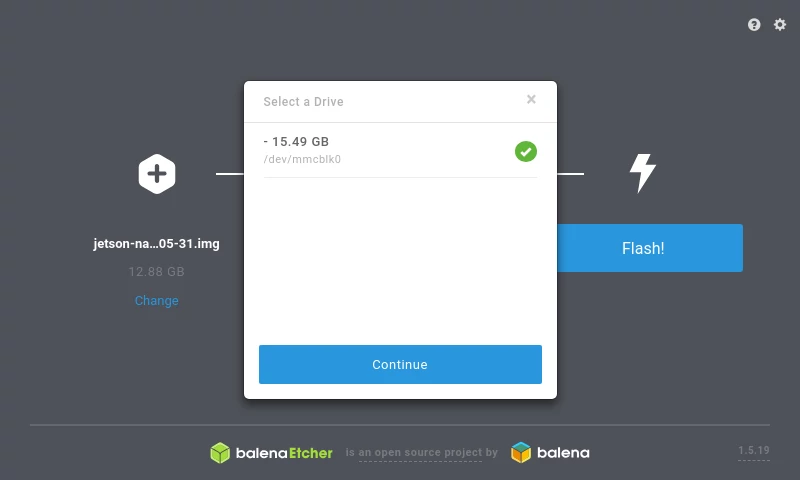 Select a Drive
×
- 15.49 GB
/dev/mmcblk0
jetson-na...05-31.img
12.88 GB
Change
Flash!
Continue
balenaEtcher is an open source project by balena
1.5.19